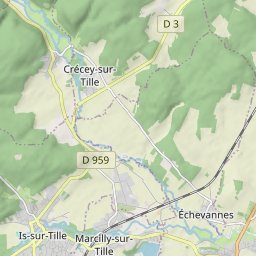 D 3
Crécey-sur-
Tille
D 959
Échevannes
Is-sur-Tille
Marcilly-sur-
Tille